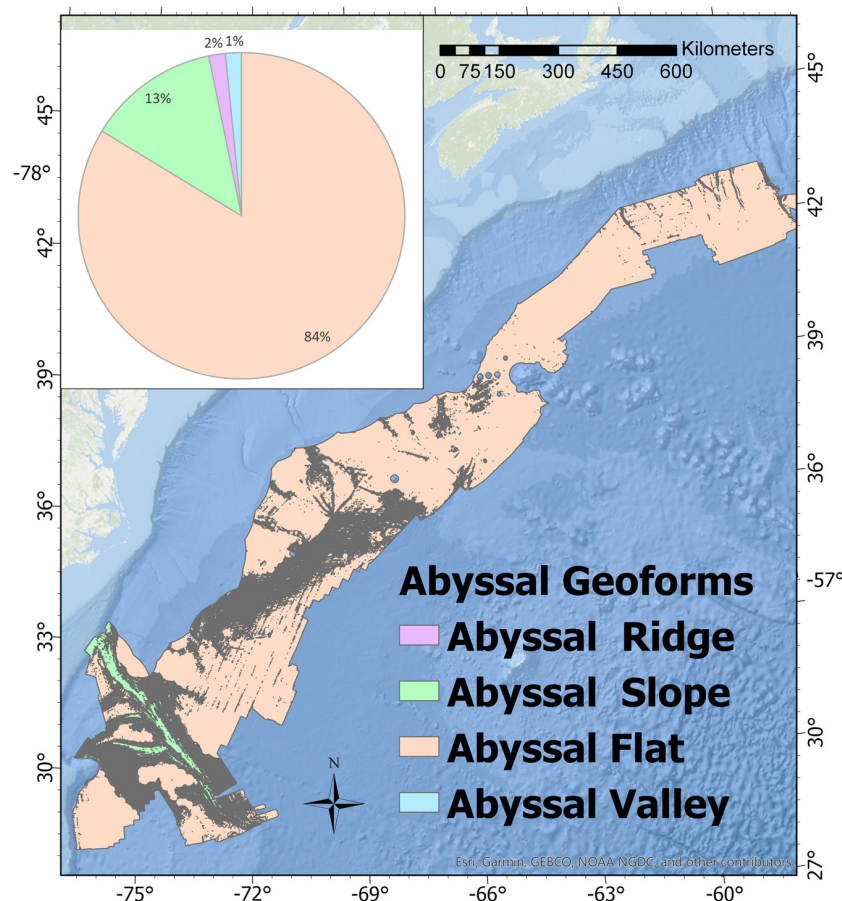 2% 1%
13%
84%
Kilometers
0 75 150 300 450 600
45°
-78°
42°
39°
36°
33°
30°
45°
42°
39°
36°
-57°
30°
27°
Abyssal Geoforms
Abyssal Ridge
Abyssal Slope
Abyssal Flat
Abyssal Valley
N
Esri, Garmin, GEBCO, NOAA NGDC, and other contributors
-75° -72° -69° -66° -63° -60°